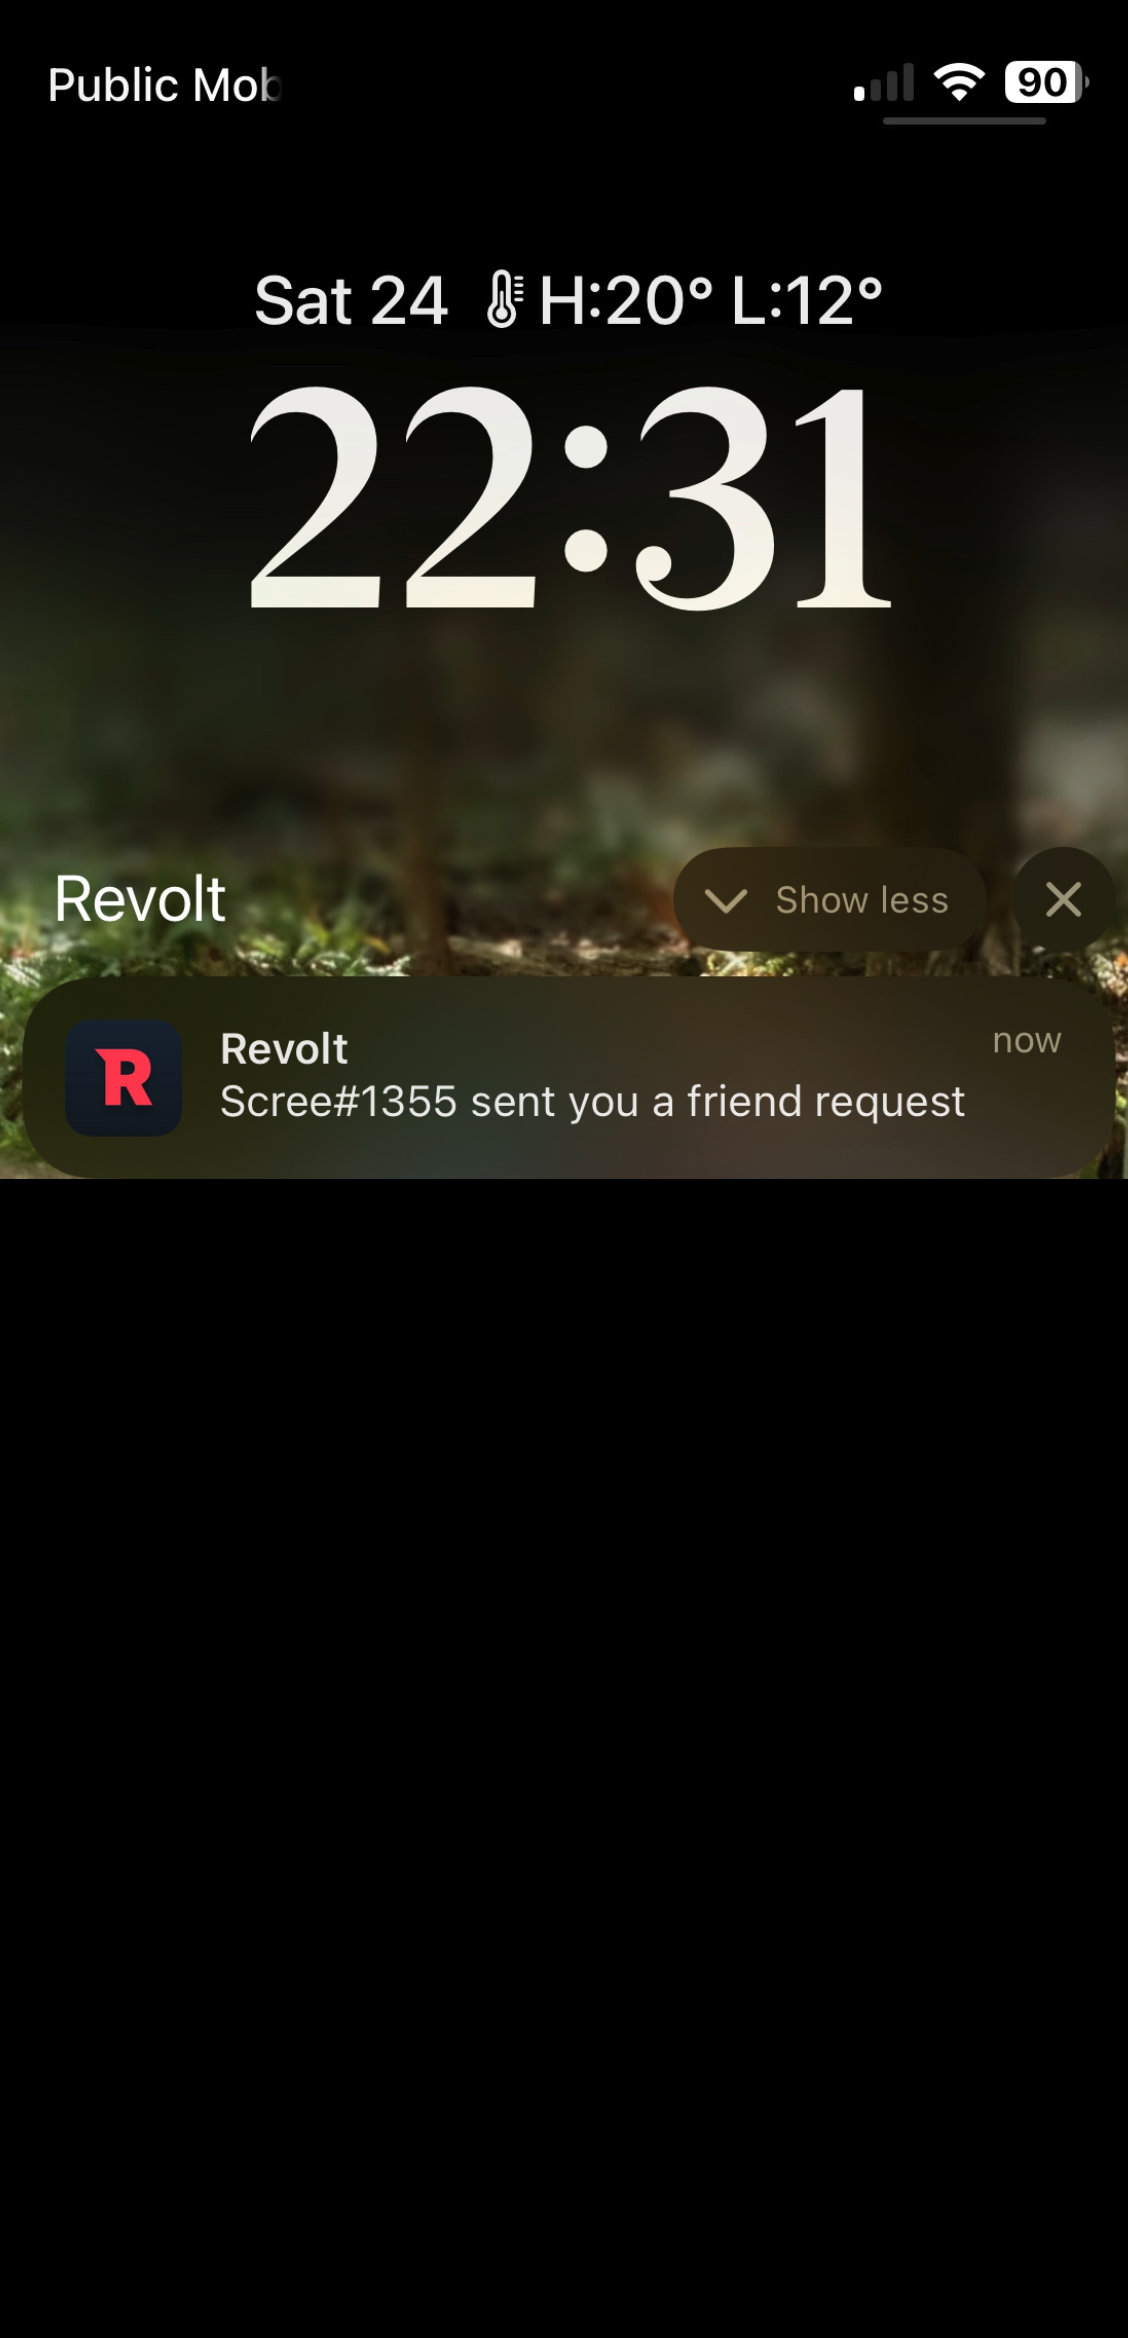 Public Mob
90
Sat 24 H:20° L:12°
22:31
Revolt
Show less
R
Revolt
now
Scree#1355 sent you a friend request